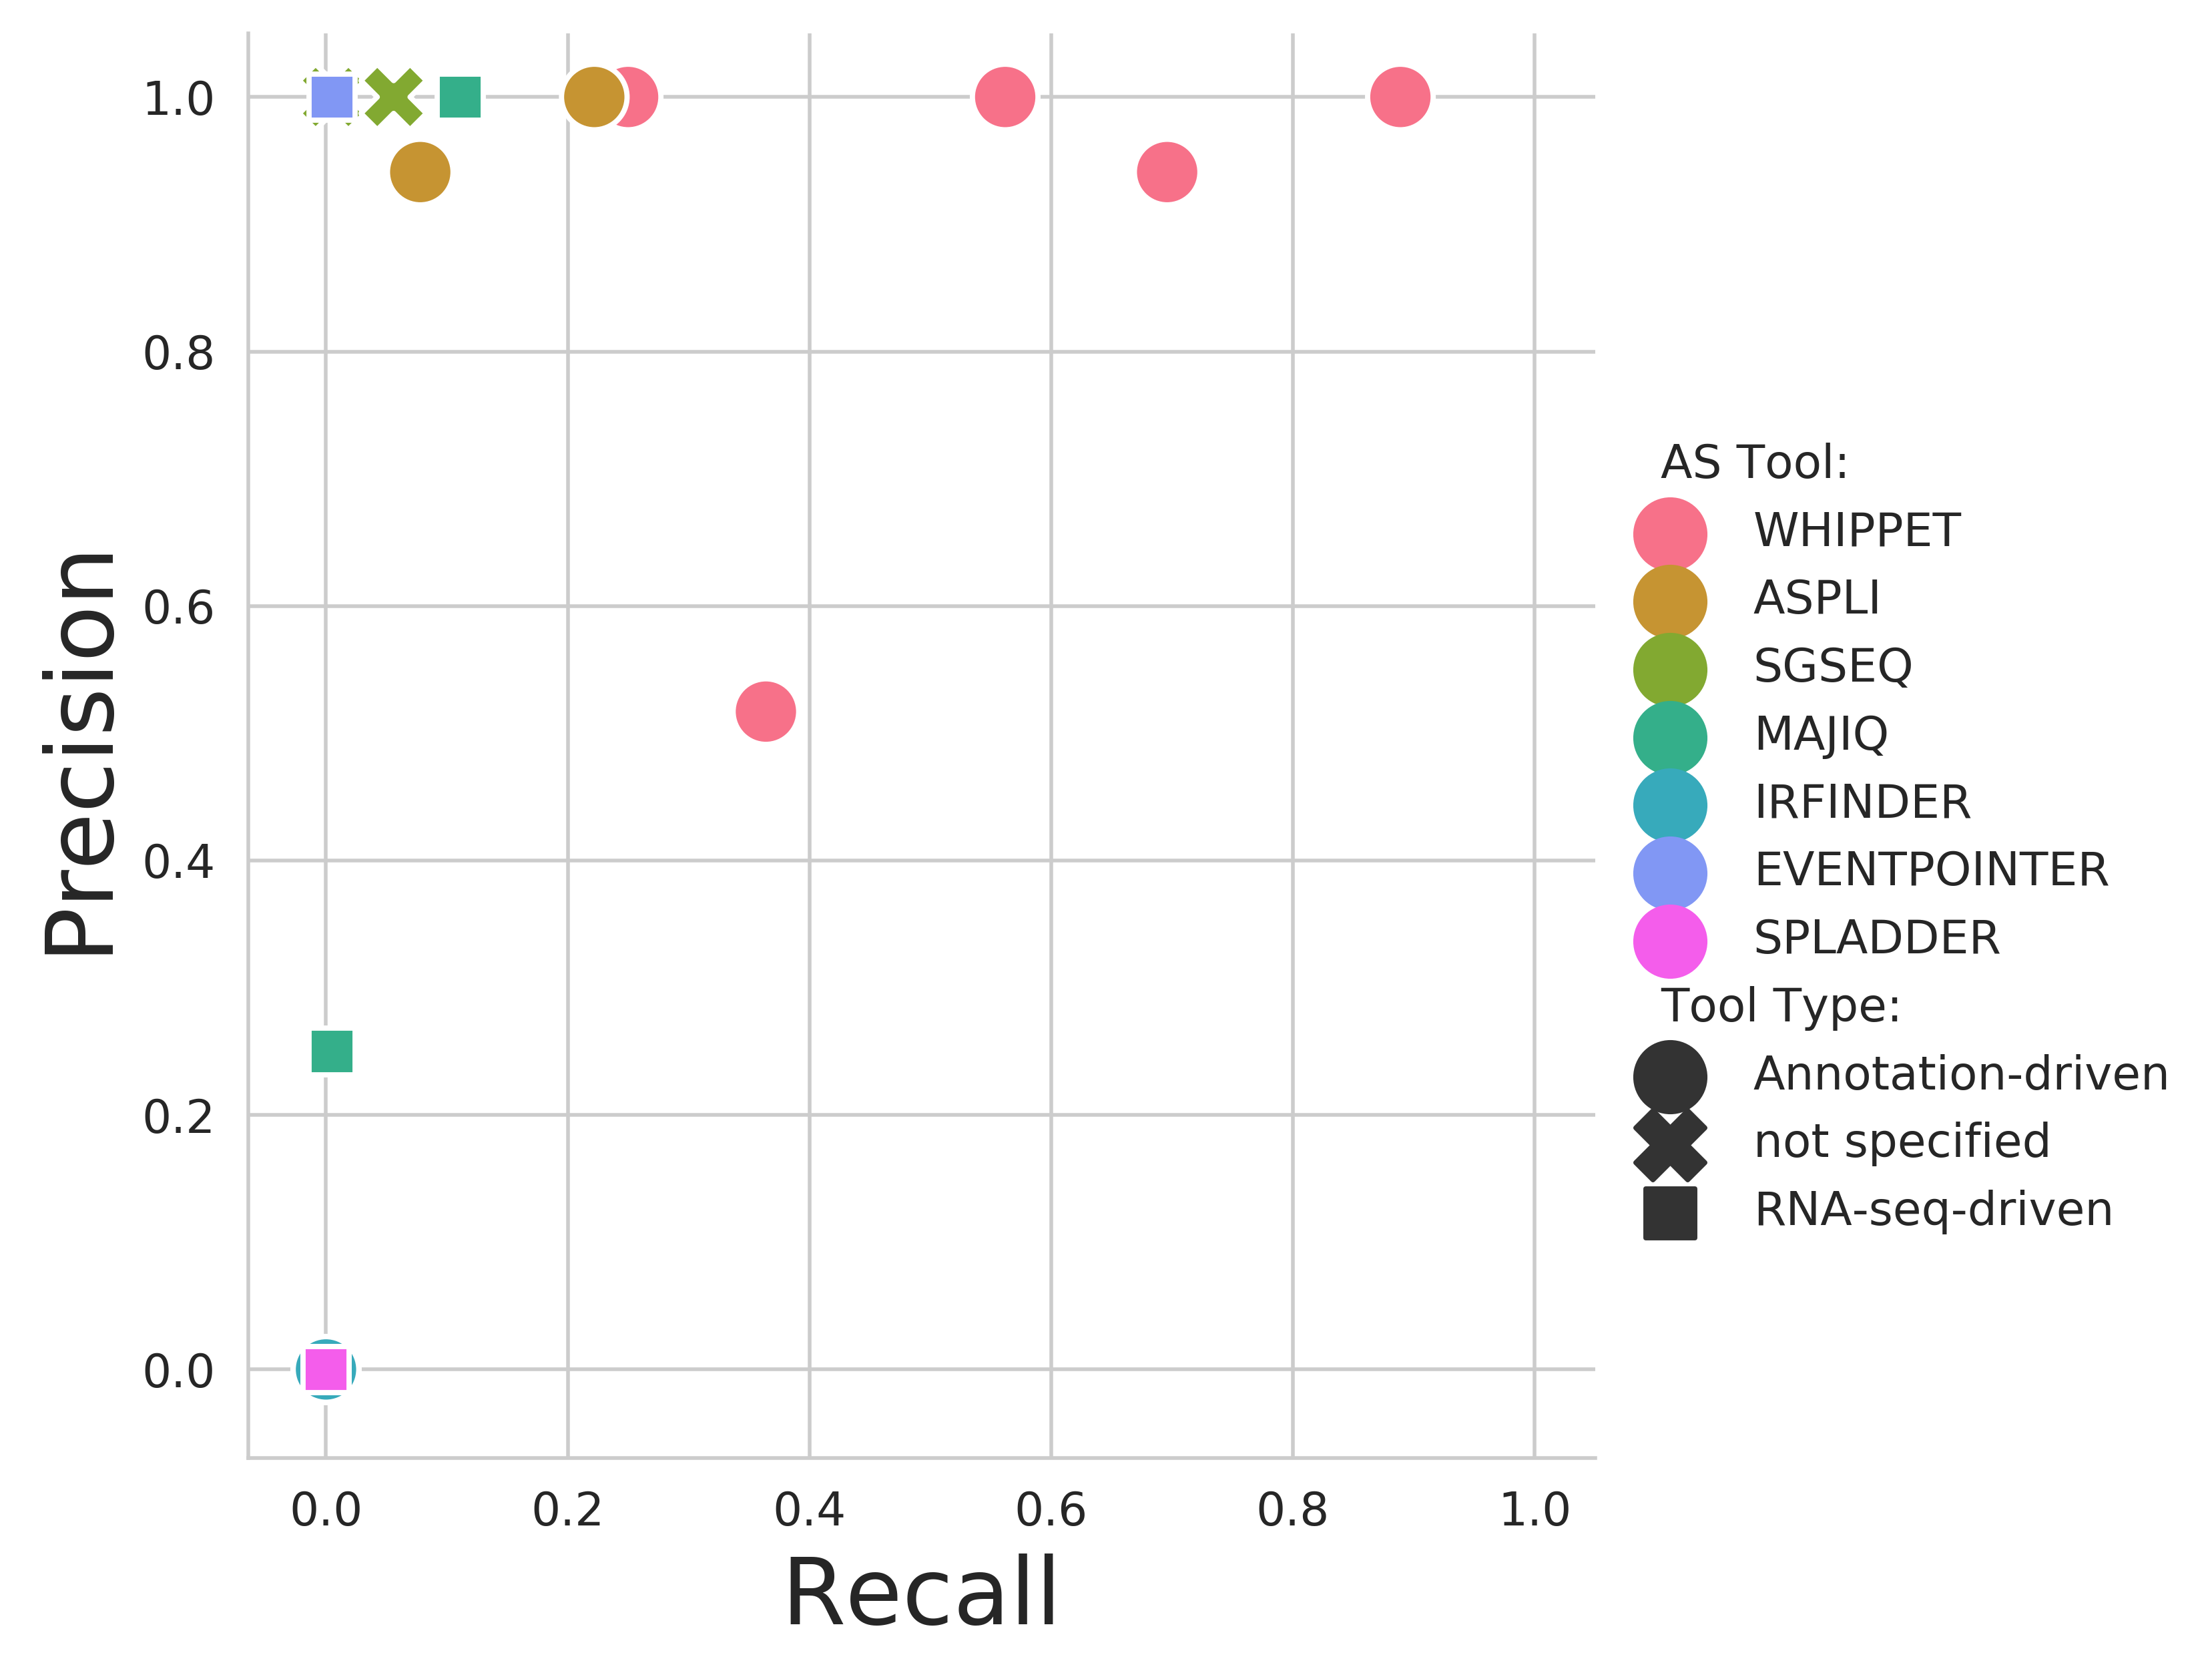 1.0
0.8
0.6
0.4
0.2
0.0
Precision
0.0 0.2 0.4 0.6 0.8 1.0
Recall
AS Tool:
WHIPPET
ASPLI
SGSEQ
MAJIQ
IRFINDER
EVENTPOINTER
SPLADDER
Tool Type:
Annotation-driven
not specified
RNA-seq-driven